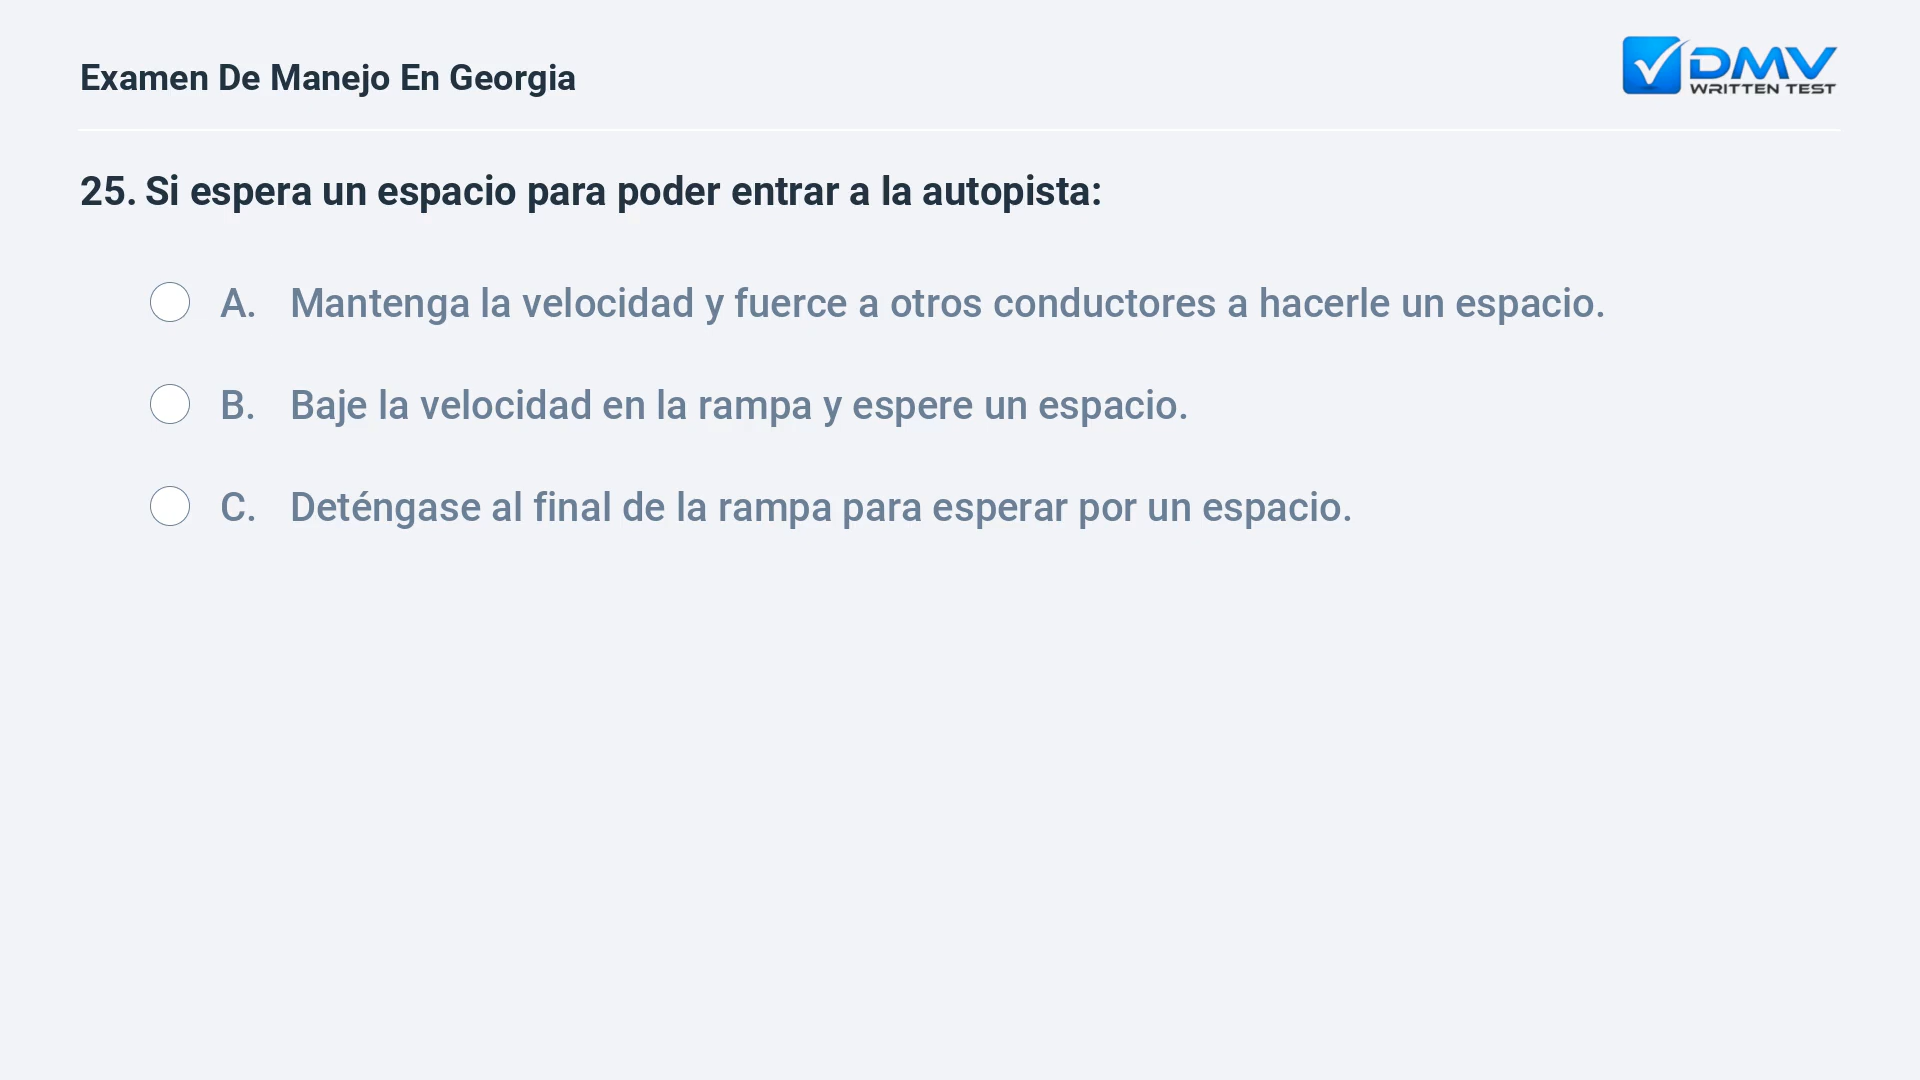 Examen De Manejo En Georgia
DMV
WRITTEN TEST
25. Si espera un espacio para poder entrar a la autopista:
A. Mantenga la velocidad y fuerce a otros conductores a hacerle un espacio.
B. Baje la velocidad en la rampa y espere un espacio.
C. Deténgase al final de la rampa para esperar por un espacio.